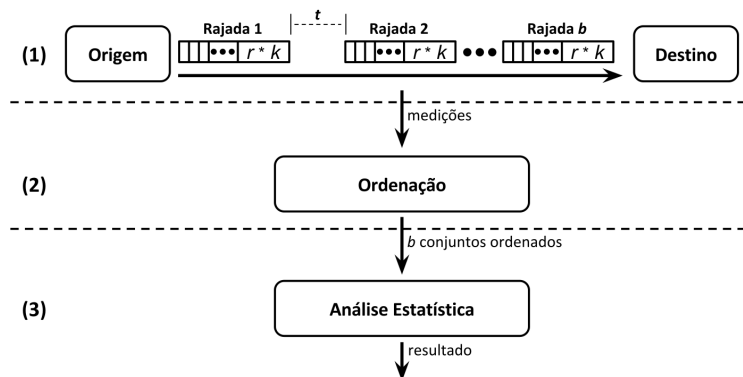 Rajada 1
t
Rajada 2
Rajada b
(1)
Origem
r * k
r * k
r * k
Destino
medições
(2)
Ordenação
b conjuntos ordenados
(3)
Análise Estatística
resultado